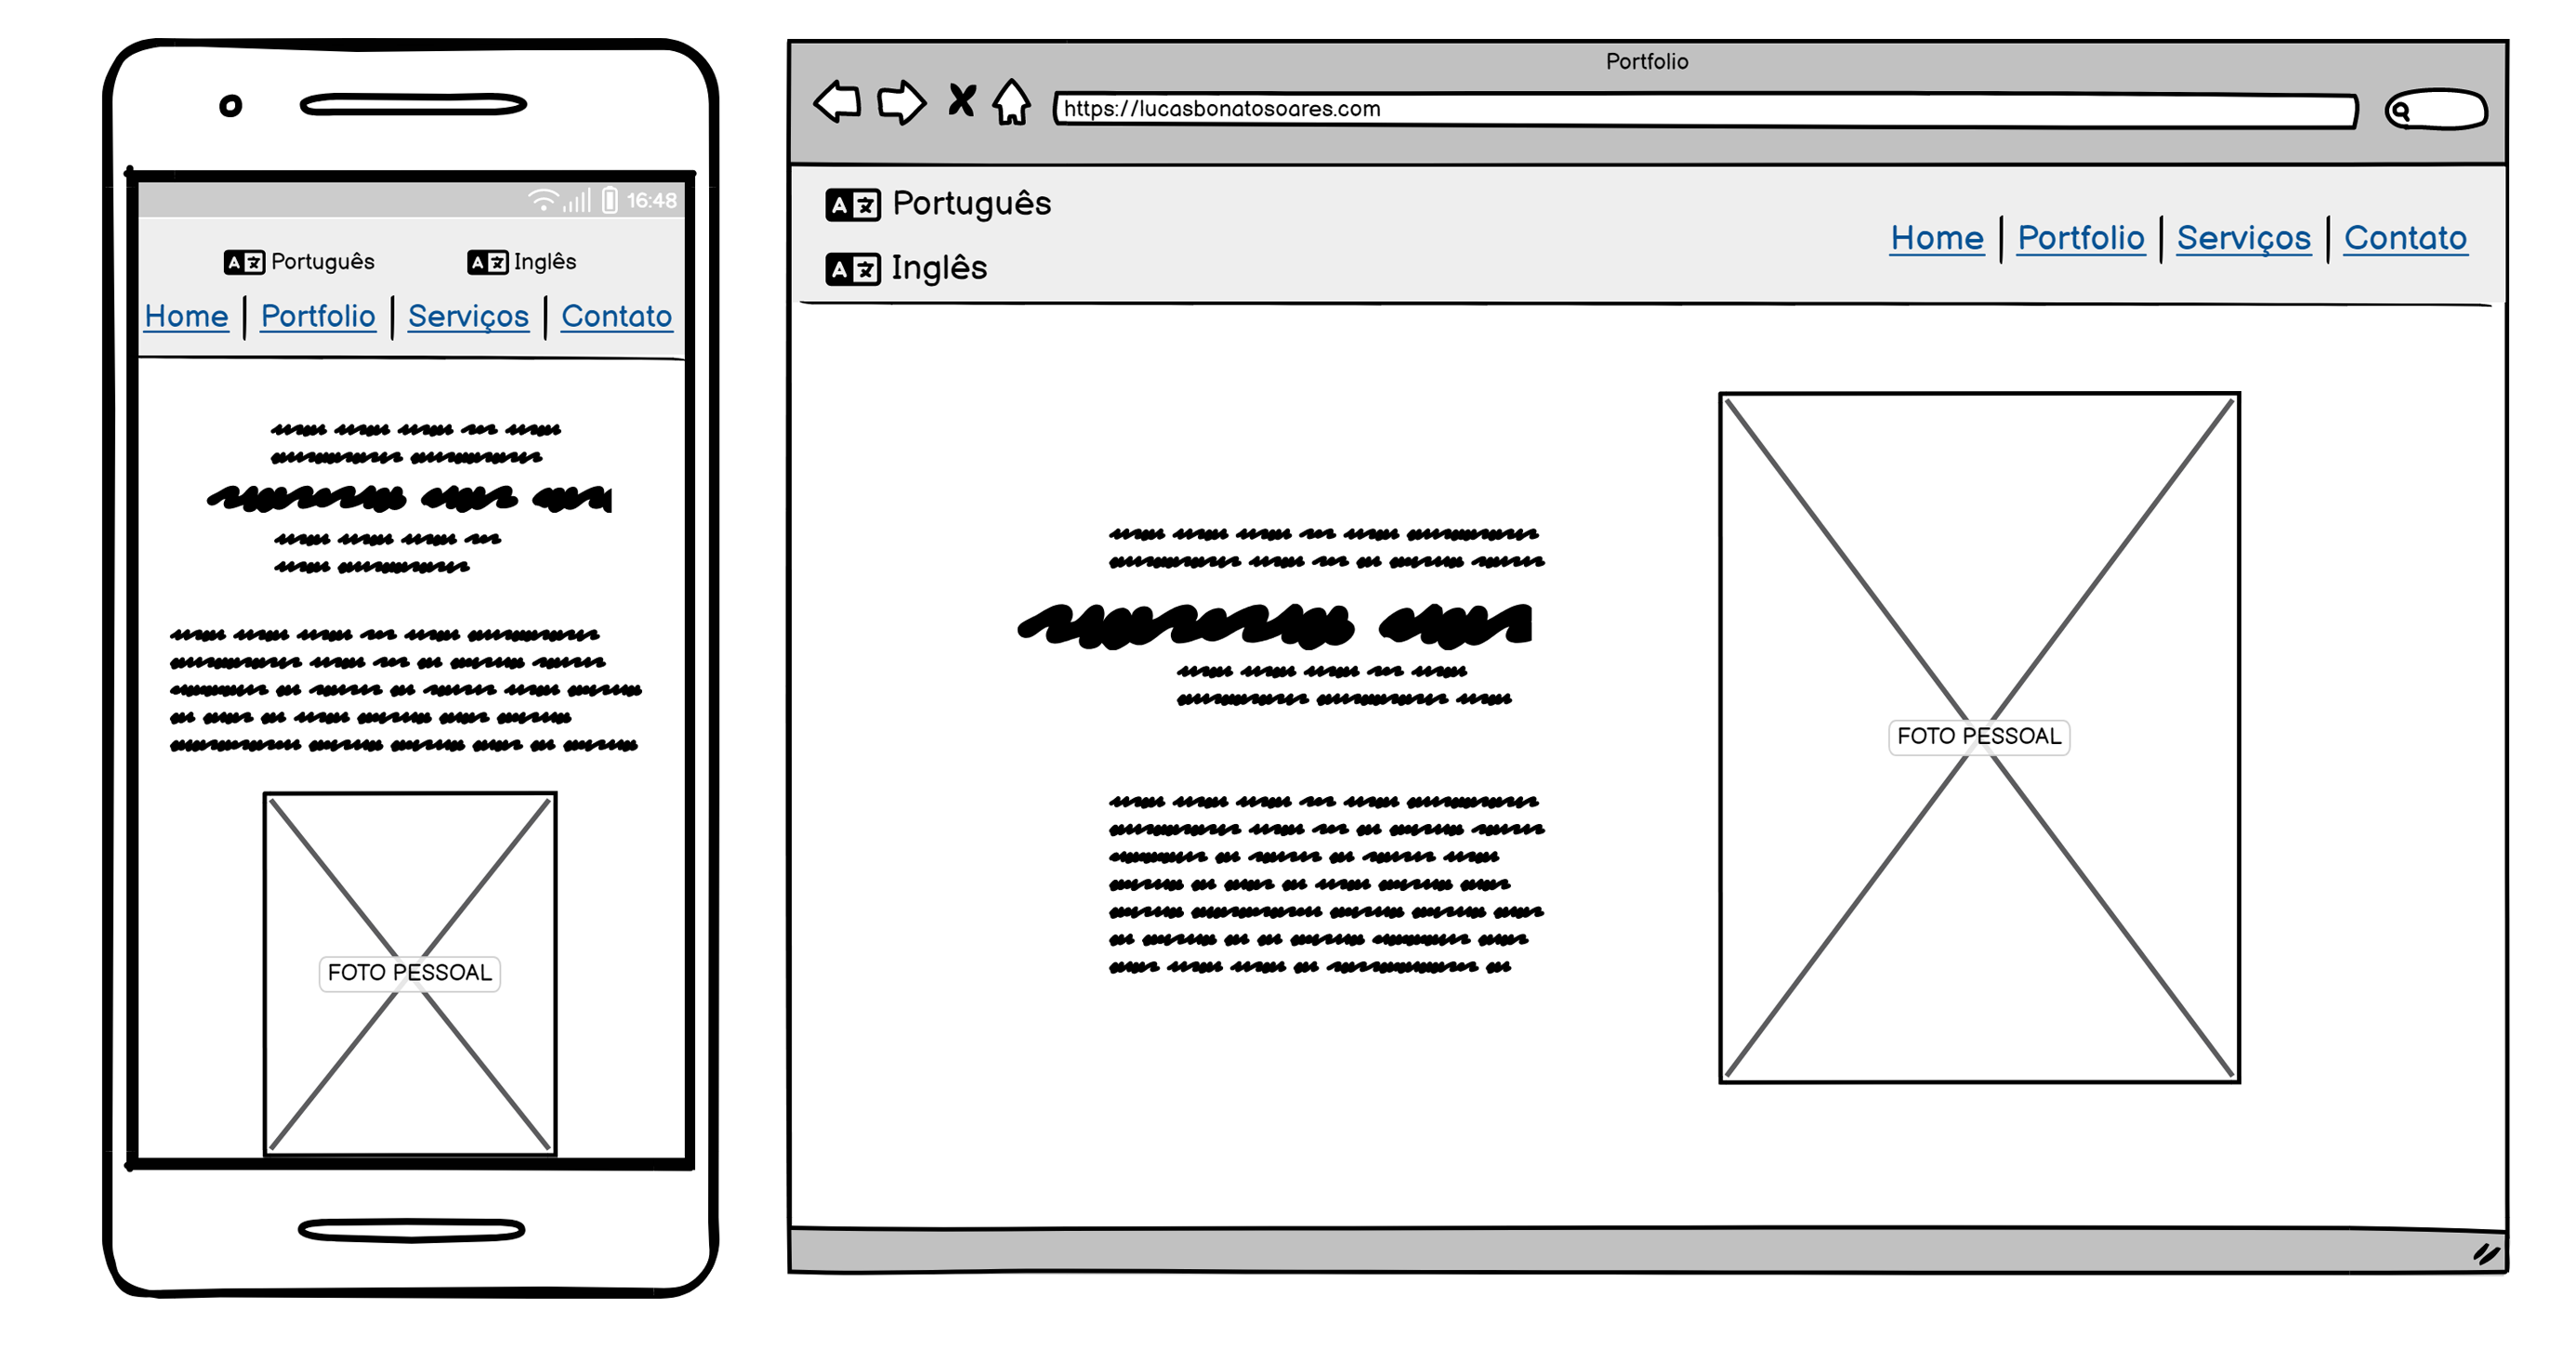 16:48
Português Inglês
Home | Portfolio | Serviços | Contato
FOTO PESSOAL
Portfolio
https://lucasbonatosoares.com
Português
Inglês
Home | Portfolio | Serviços | Contato
FOTO PESSOAL